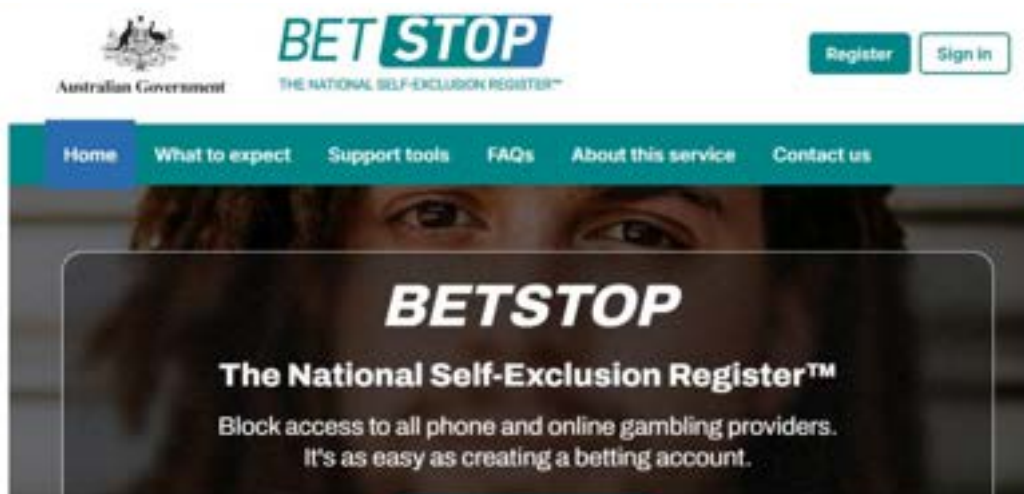 Australian Government
BETSTOP
THE NATIONAL SELF-EXCLUSION REGISTER™
Register
Sign in
Home
What to expect
Support tools
FAQs
About this service
Contact us
BETSTOP
The National Self-Exclusion Register™
Block access to all phone and online gambling providers.
It's as easy as creating a betting account.